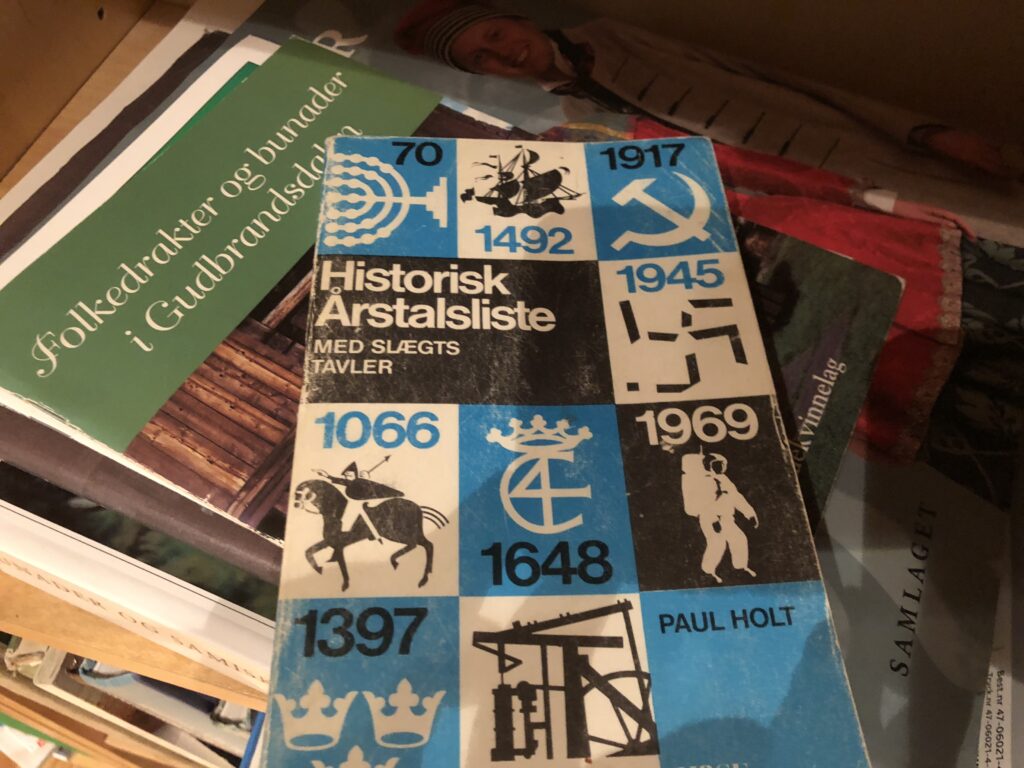 Folkedrakter og bunader
i Gudbrandsdalen
70
1492
1917
Historisk
Årstalsliste
MED SLÆGTS
TAVLER
1945
1066
1648
1969
1397
PAUL HOLT
SAMLAGET